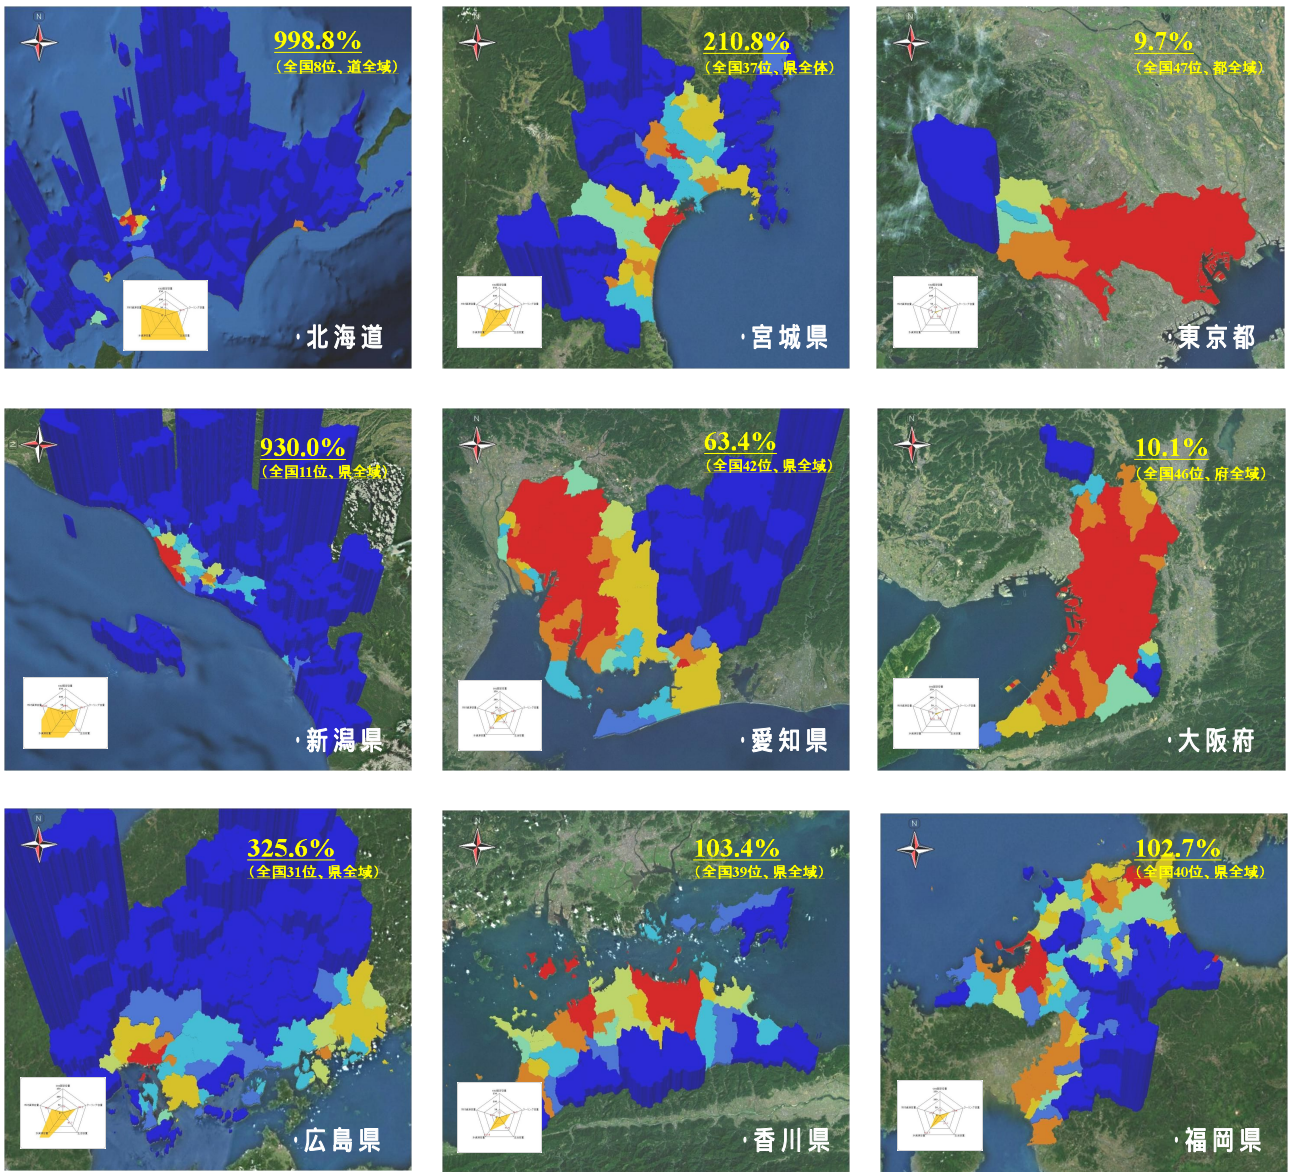 N
998.8%
(全国8位、道全域)
・北海道
N
210.8%
(全国37位、県全体)
・宮城県
N
9.7%
(全国47位、都全域)
・東京都
N
930.0%
(全国11位、県全域)
・新潟県
N
63.4%
(全国42位、県全域)
・愛知県
N
10.1%
(全国46位、府全域)
・大阪府
N
325.6%
(全国31位、県全域)
・広島県
N
103.4%
(全国39位、県全域)
・香川県
N
102.7%
(全国40位、県全域)
・福岡県